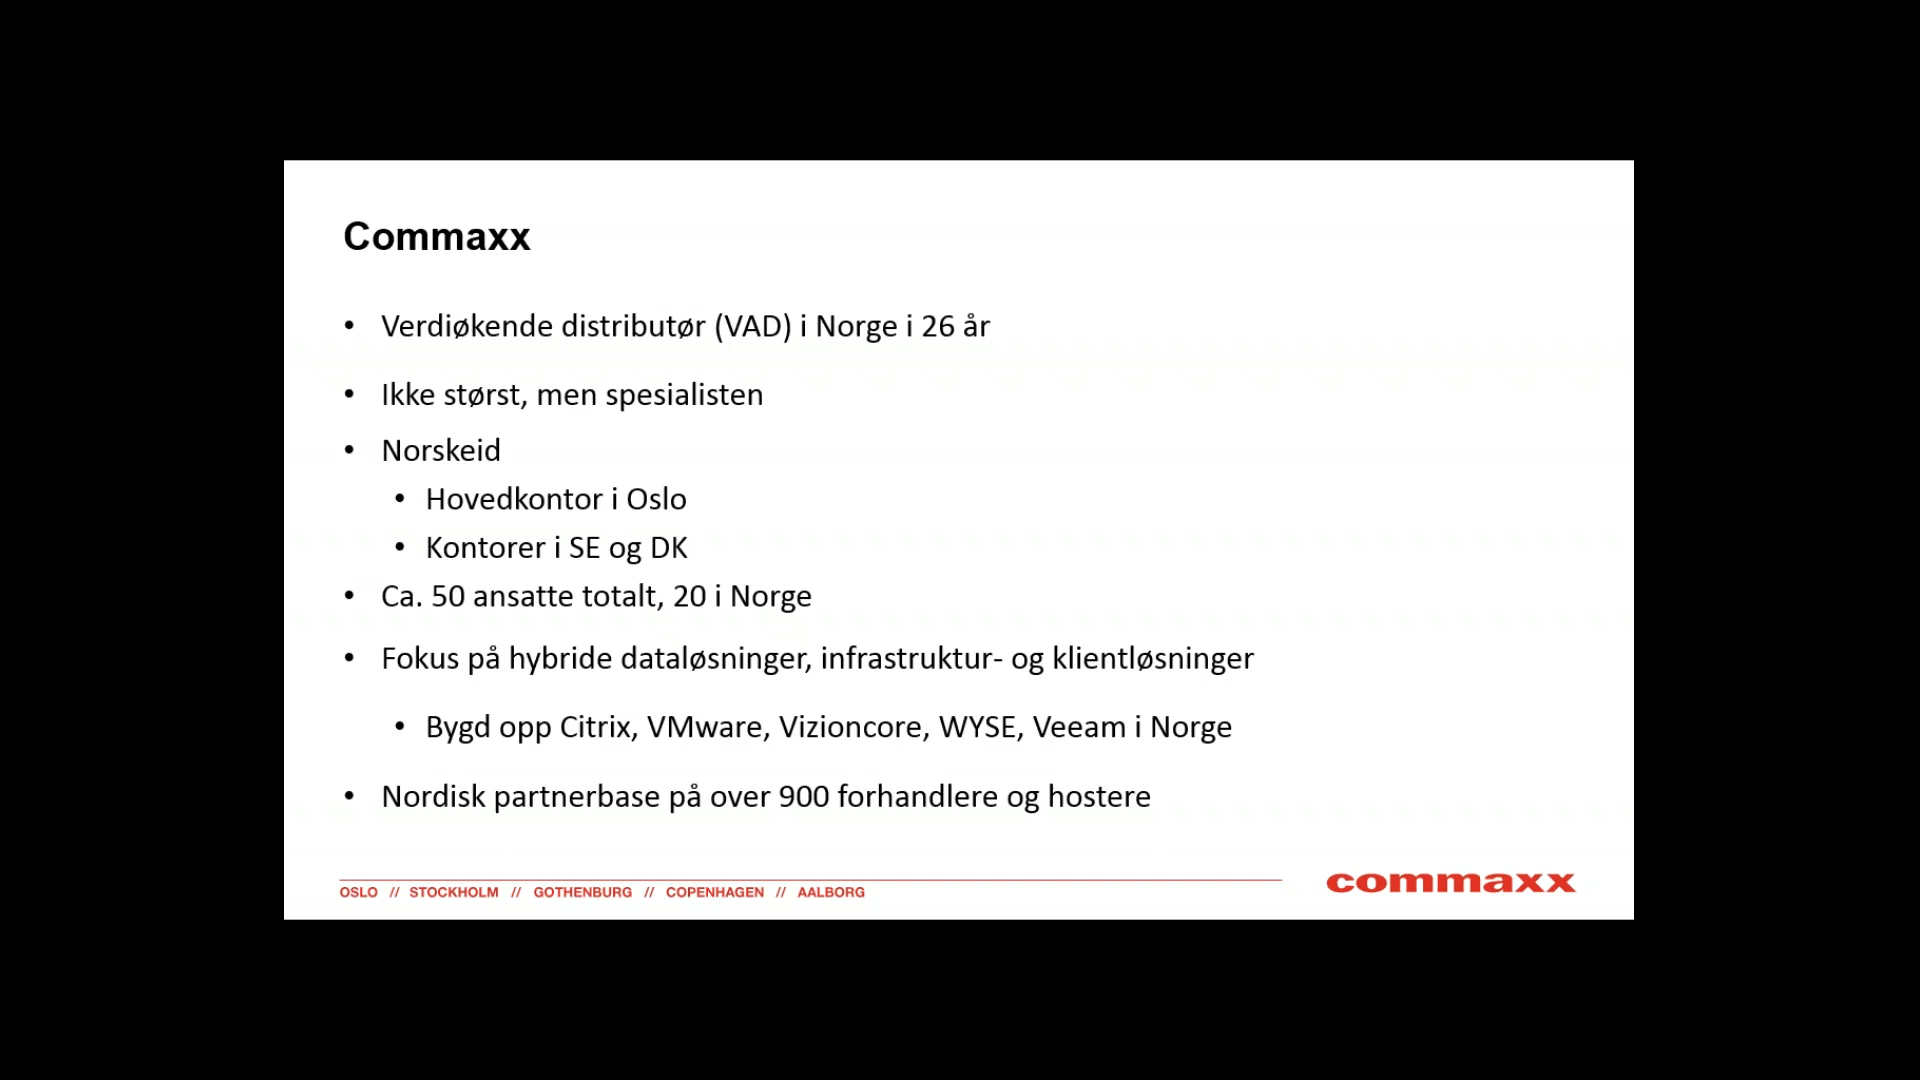 Commaxx
• Verdiøkende distributør (VAD) i Norge i 26 år
• Ikke størst, men spesialisten
• Norskeid
• Hovedkontor i Oslo
• Kontorer i SE og DK
• Ca. 50 ansatte totalt, 20 i Norge
• Fokus på hybride dataløsninger, infrastruktur- og klientløsninger
• Bygd opp Citrix, VMware, Vizioncore, WYSE, Veeam i Norge
• Nordisk partnerbase på over 900 forhandlere og hostere
OSLO // STOCKHOLM // GOTHENBURG // COPENHAGEN // AALBORG
commaxx